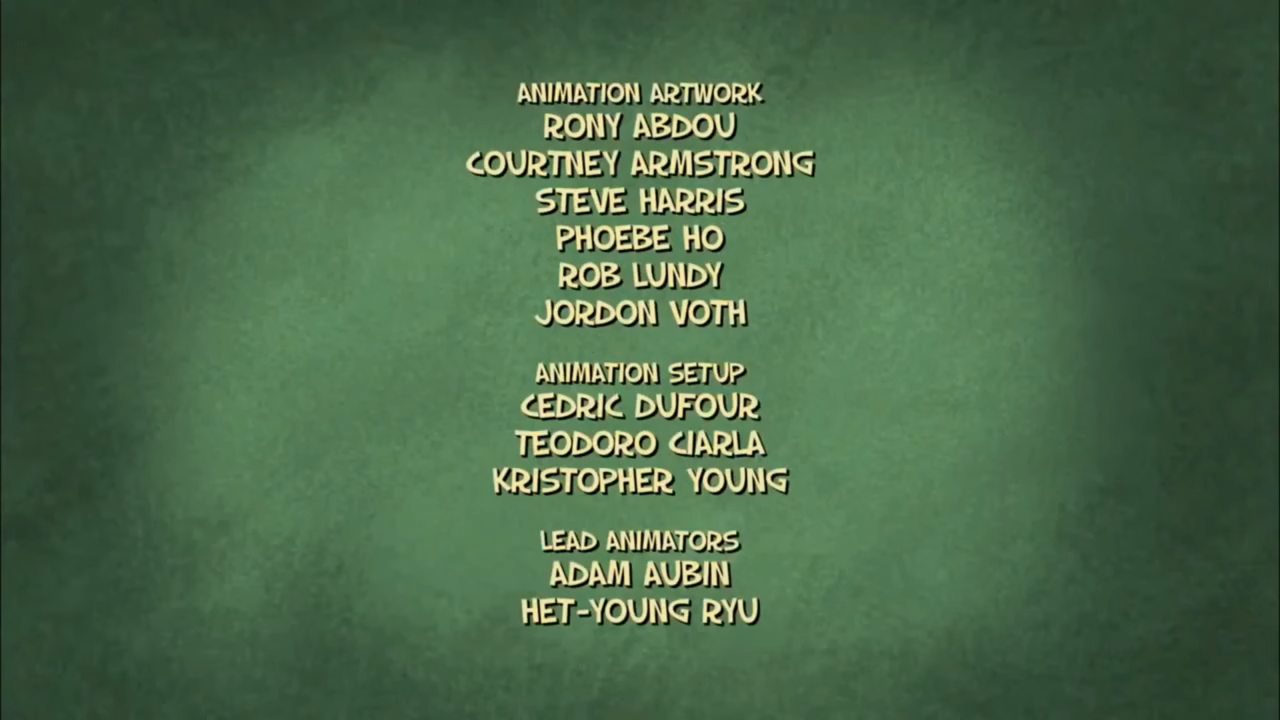 ANIMATION ARTWORK
RONY ABDOU
COURTNEY ARMSTRONG
STEVE HARRIS
PHOEBE HO
ROB LUNDY
JORDON VOTH
ANIMATION SETUP
CEDRIC DUFOUR
TEODORO CIARLA
KRISTOPHER YOUNG
LEAD ANIMATORS
ADAM AUBIN
HET-YOUNG RYU